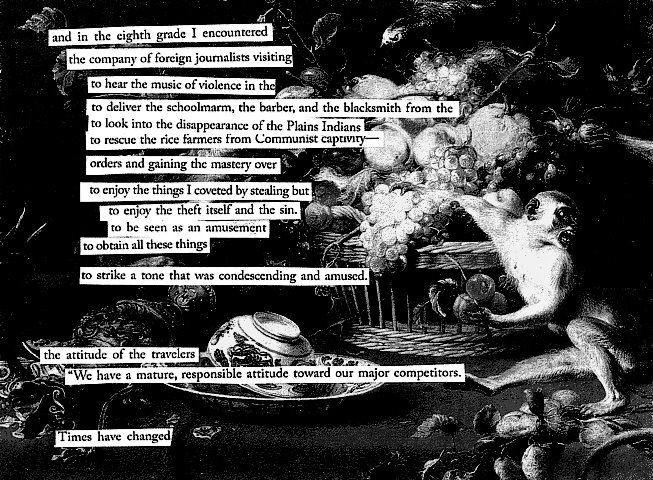 and in the eighth grade I encountered
the company of foreign journalists visiting
to hear the music of violence in the
to deliver the schoolmarm, the barber, and the blacksmith from the
to look into the disappearance of the Plains Indians
to rescue the rice farmers from Communist captivity—
orders and gaining the mastery over
to enjoy the things I coveted by stealing but
to enjoy the theft itself and the sin.
to be seen as an amusement
to obtain all these things
to strike a tone that was condescending and amused.
the attitude of the travelers
"We have a mature, responsible attitude toward our major competitors.
Times have changed